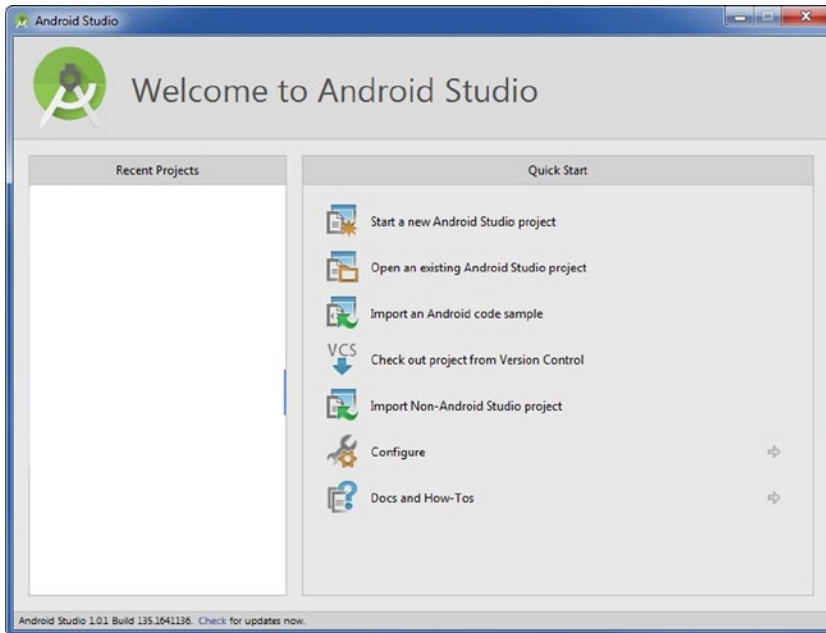 Android Studio
Welcome to Android Studio
Recent Projects
Quick Start
Start a new Android Studio project
Open an existing Android Studio project
Import an Android code sample
VCS
Check out project from Version Control
Import Non-Android Studio project
Configure
Docs and How-Tos
Android Studio 1.0.1 Build 135.1641136. Check for updates now.